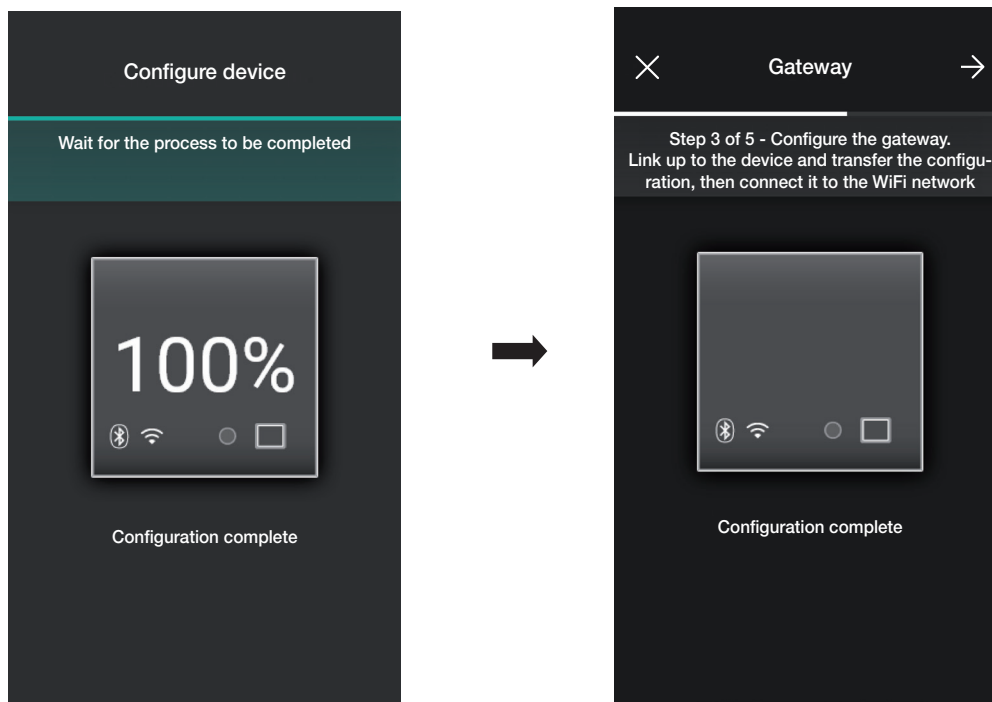 Configure device
Wait for the process to be completed
100%
Configuration complete
Gateway
Step 3 of 5 - Configure the gateway.
Link up to the device and transfer the configu-
ration, then connect it to the WiFi network
Configuration complete